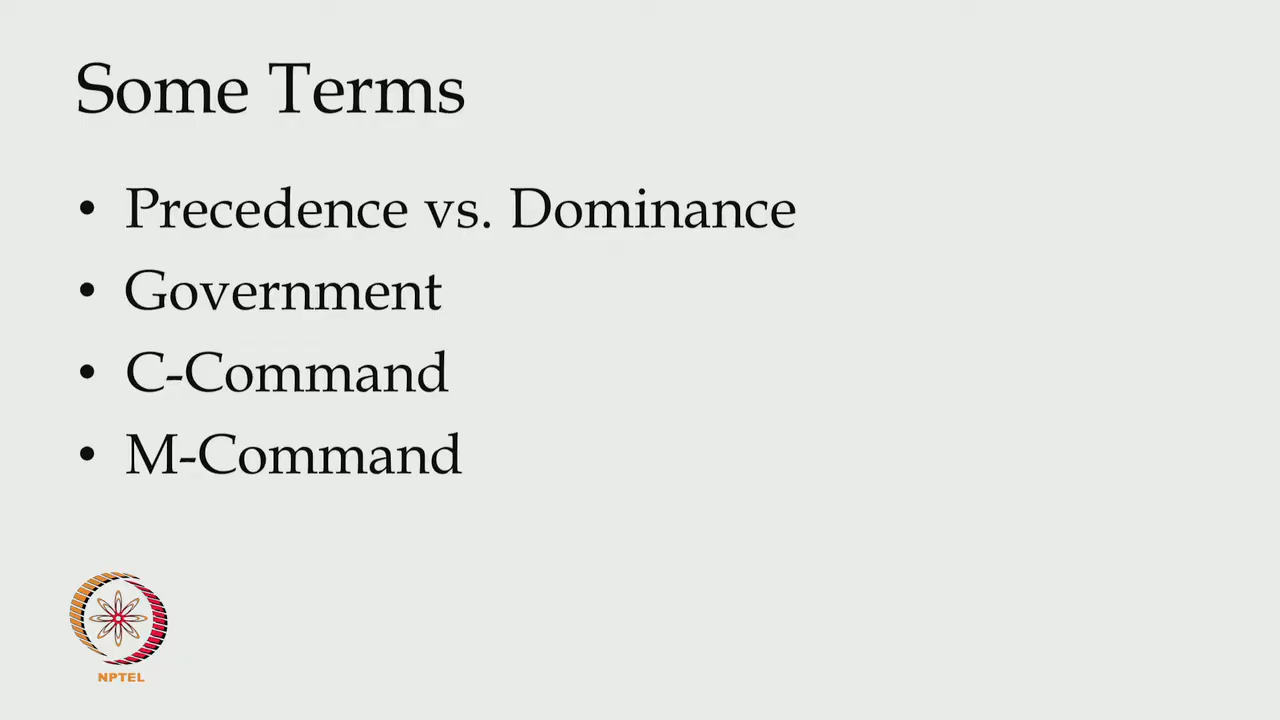 Some Terms
• Precedence vs. Dominance
• Government
• C-Command
• M-Command
NPTEL